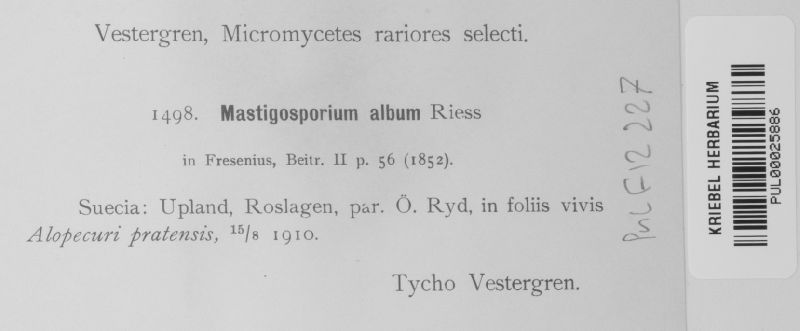 Vestergren, Micromycetes rariores selecti.
1498. Mastigosporium album Riess
in Fresenius, Beitr. II p. 56 (1852).
Suecia: Upland, Roslagen, par. Ö. Ryd, in foliis vivis
Alopecuri pratensis, 15/8 1910.
Tycho Vestergren.
PUL F12227
KRIEBEL HERBARIUM
PUL00025886